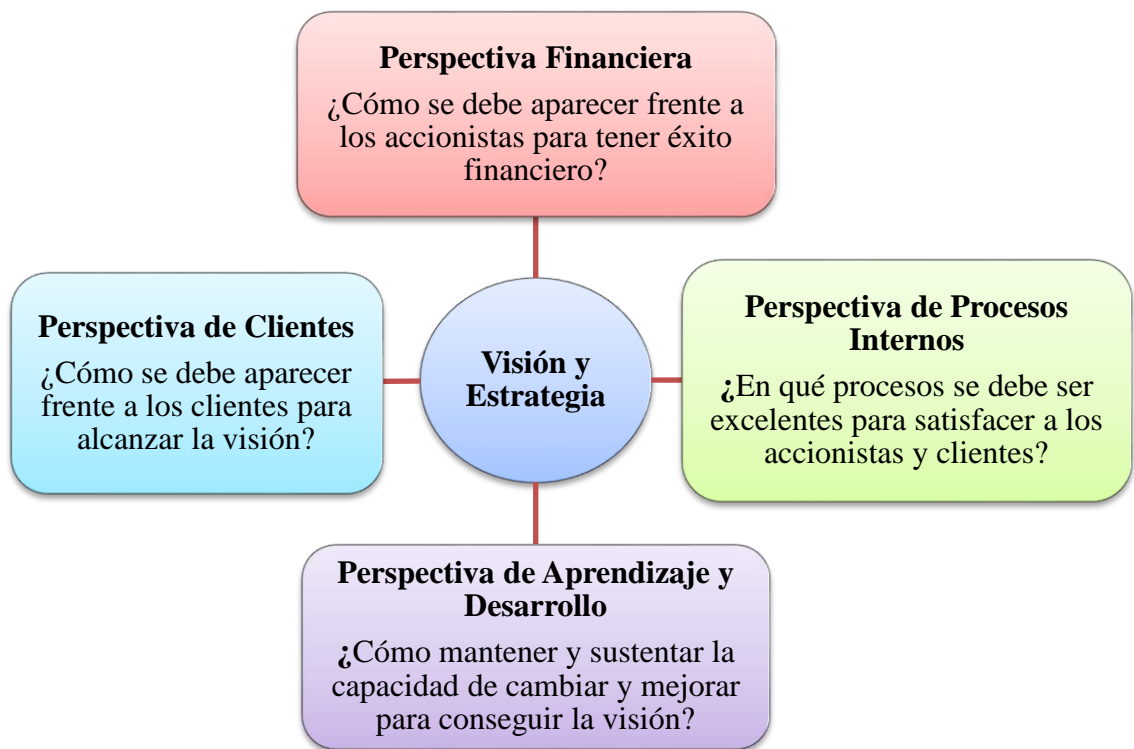 Perspectiva Financiera
¿Cómo se debe aparecer frente a
los accionistas para tener éxito
financiero?
Perspectiva de Clientes
¿Cómo se debe aparecer
frente a los clientes para
alcanzar la visión?
Visión y
Estrategia
Perspectiva de Procesos
Internos
¿En qué procesos se debe ser
excelentes para satisfacer a los
accionistas y clientes?
Perspectiva de Aprendizaje y
Desarrollo
¿Cómo mantener y sustentar la
capacidad de cambiar y mejorar
para conseguir la visión?